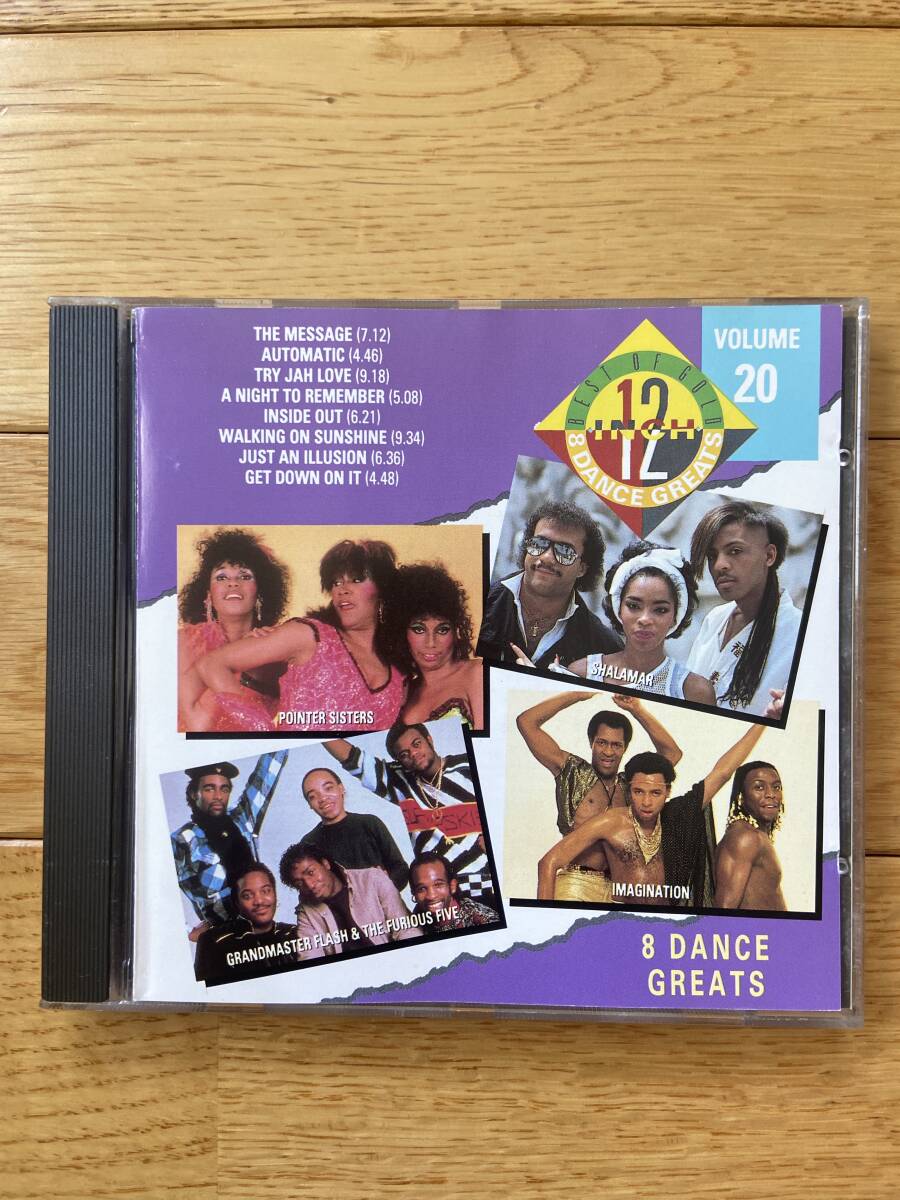 THE MESSAGE (7.12)
AUTOMATIC (4.46)
TRY JAH LOVE (9.18)
A NIGHT TO REMEMBER (5.08)
INSIDE OUT (6.21)
WALKING ON SUNSHINE (9.34)
JUST AN ILLUSION (6.36)
GET DOWN ON IT (4.48)
BEST OF GOLD
12
·INCH·
8 DANCE GREATS
VOLUME
20
POINTER SISTERS
SHALAMAR
GRANDMASTER FLASH & THE FURIOUS FIVE
IMAGINATION
8 DANCE
GREATS